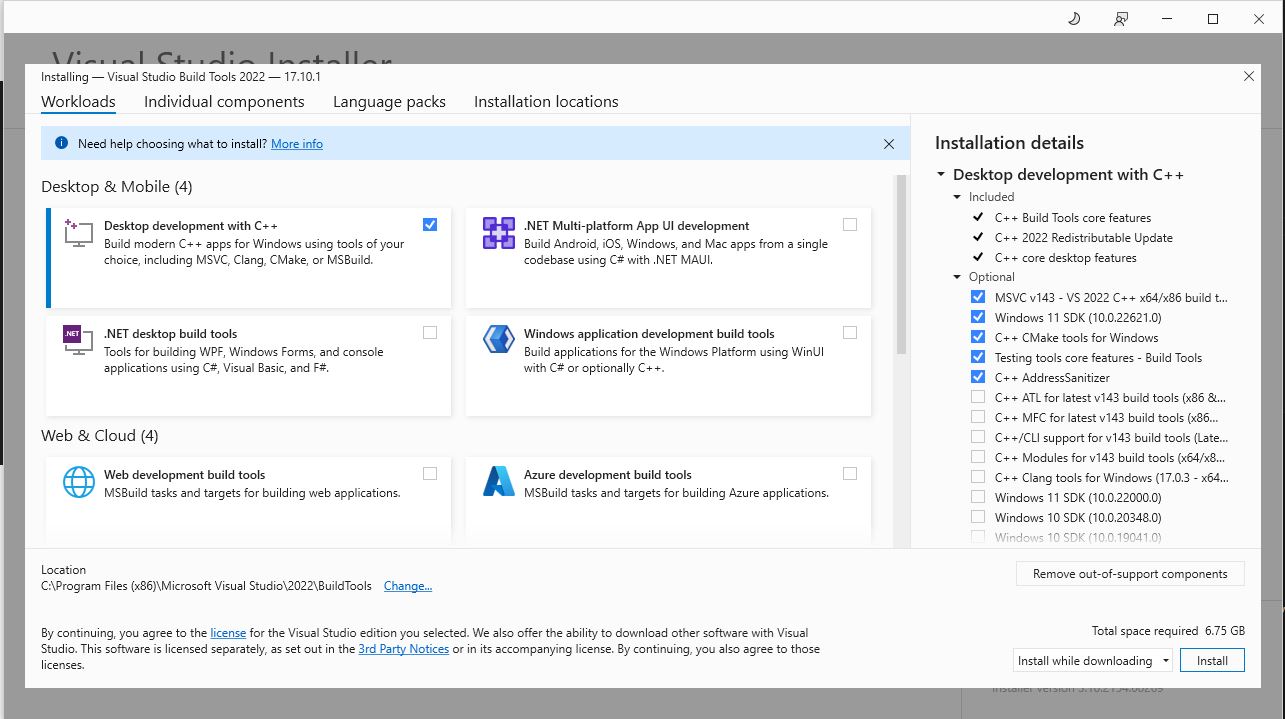 Visual Studio Installer
Installing — Visual Studio Build Tools 2022 — 17.10.1
Workloads
Individual components
Language packs
Installation locations
Need help choosing what to install? More info
Desktop & Mobile (4)
Desktop development with C++
Build modern C++ apps for Windows using tools of your
choice, including MSVC, Clang, CMake, or MSBuild.
.NET Multi-platform App UI development
Build Android, iOS, Windows, and Mac apps from a single
codebase using C# with .NET MAUI.
.NET
.NET desktop build tools
Tools for building WPF, Windows Forms, and console
applications using C#, Visual Basic, and F#.
Windows application development build tools
Build applications for the Windows Platform using WinUI
with C# or optionally C++.
Web & Cloud (4)
Web development build tools
MSBuild tasks and targets for building web applications.
Azure development build tools
MSBuild tasks and targets for building Azure applications.
Installation details
Desktop development with C++
Included
C++ Build Tools core features
C++ 2022 Redistributable Update
C++ core desktop features
Optional
MSVC v143 - VS 2022 C++ x64/x86 build t...
Windows 11 SDK (10.0.22621.0)
C++ CMake tools for Windows
Testing tools core features - Build Tools
C++ AddressSanitizer
C++ ATL for latest v143 build tools (x86 &...
C++ MFC for latest v143 build tools (x86...
C++/CLI support for v143 build tools (Late...
C++ Modules for v143 build tools (x64/x8...
C++ Clang tools for Windows (17.0.3 - x64...
Windows 11 SDK (10.0.22000.0)
Windows 10 SDK (10.0.20348.0)
Windows 10 SDK (10.0.19041.0)
Location
C:\Program Files (x86)\Microsoft Visual Studio\2022\BuildTools Change...
Remove out-of-support components
By continuing, you agree to the license for the Visual Studio edition you selected. We also offer the ability to download other software with Visual
Studio. This software is licensed separately, as set out in the 3rd Party Notices or in its accompanying license. By continuing, you also agree to those
licenses.
Total space required 6.75 GB
Install while downloading
Install